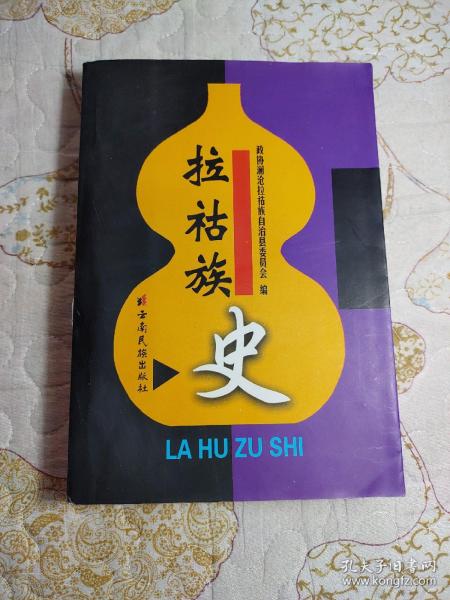 拉祜族
史
政协澜沧拉祜族自治县委员会 编
云南民族出版社
LA HU ZU SHI
孔夫子旧书网
www.kongfz.com